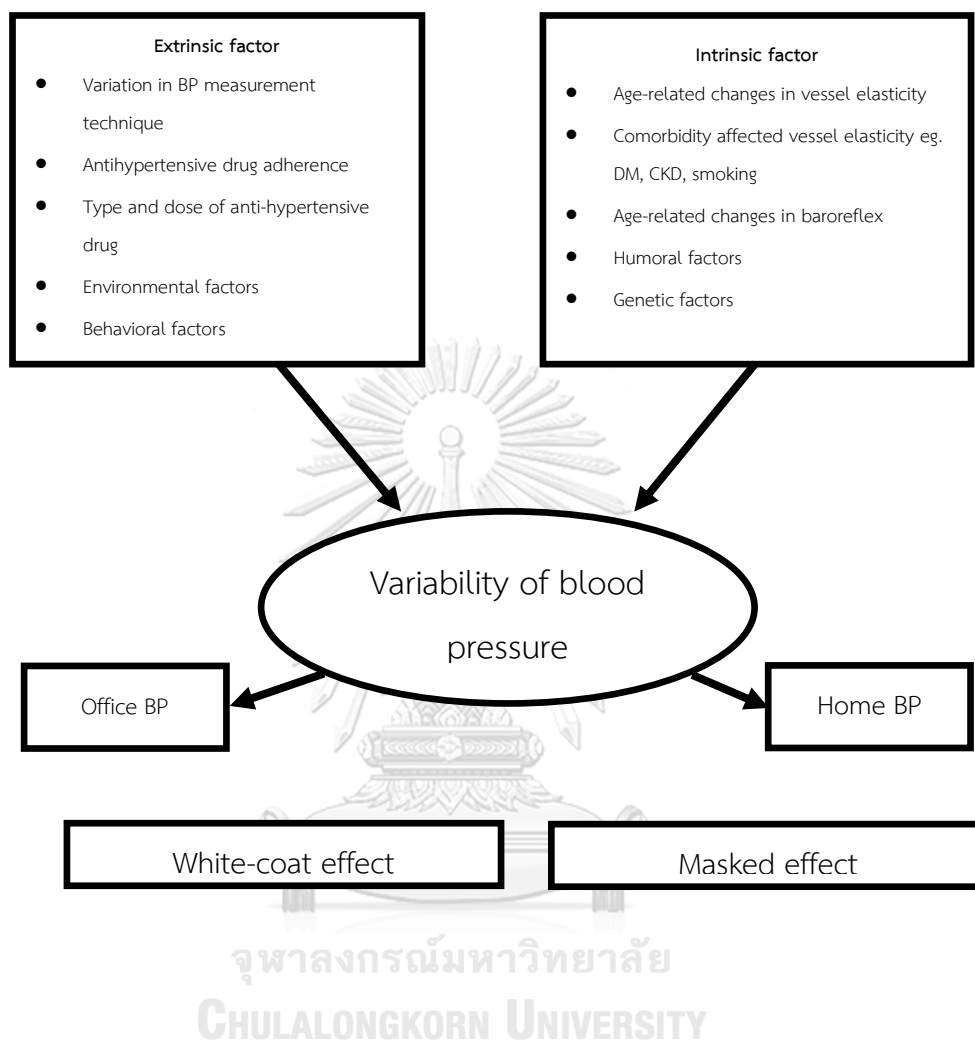 Extrinsic factor
● Variation in BP measurement
technique
● Antihypertensive drug adherence
● Type and dose of anti-hypertensive
drug
● Environmental factors
● Behavioral factors
Intrinsic factor
● Age-related changes in vessel elasticity
● Comorbidity affected vessel elasticity eg.
DM, CKD, smoking
● Age-related changes in baroreflex
● Humoral factors
● Genetic factors
Variability of blood
pressure
Office BP
Home BP
White-coat effect
Masked effect
จุฬาลงกรณ์มหาวิทยาลัย
CHULALONGKORN UNIVERSITY